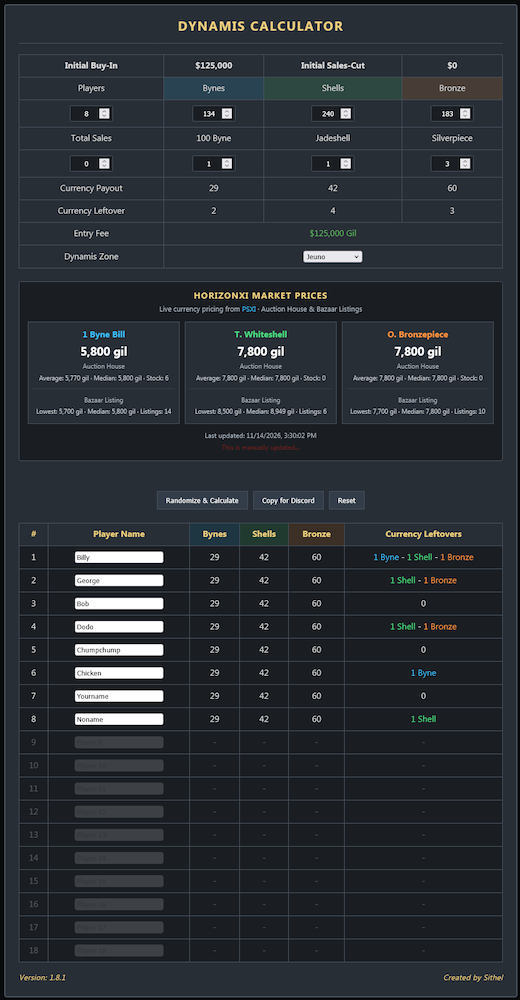 DYNAMIS CALCULATOR
Initial Buy-In $125,000 Initial Sales-Cut $0
Players Bynes Shells Bronze
8 134 240 183
Total Sales 100 Byne Jadeshell Silverpiece
0 1 1 3
Currency Payout 29 42 60
Currency Leftover 2 4 3
Entry Fee $125,000 Gil
Dynamis Zone Jeuno
HORIZONXI MARKET PRICES
Live currency pricing from PSXI · Auction House & Bazaar Listings
1 Byne Bill
5,800 gil
Auction House
Average: 5,770 gil · Median: 5,800 gil · Stock: 6
Bazaar Listing
Lowest: 5,700 gil · Median: 5,800 gil · Listings: 14
T. Whiteshell
7,800 gil
Auction House
Average: 7,800 gil · Median: 7,800 gil · Stock: 0
Bazaar Listing
Lowest: 8,500 gil · Median: 8,949 gil · Listings: 6
O. Bronzepiece
7,800 gil
Auction House
Average: 7,800 gil · Median: 7,800 gil · Stock: 0
Bazaar Listing
Lowest: 7,700 gil · Median: 7,800 gil · Listings: 10
Last updated: 11/14/2026, 3:30:02 PM
This is manually updated...
Randomize & Calculate Copy for Discord Reset
# Player Name Bynes Shells Bronze Currency Leftovers
1 Billy 29 42 60 1 Byne - 1 Shell - 1 Bronze
2 George 29 42 60 1 Shell - 1 Bronze
3 Bob 29 42 60 0
4 Dodo 29 42 60 1 Shell - 1 Bronze
5 Chumpchump 29 42 60 0
6 Chicken 29 42 60 1 Byne
7 Yourname 29 42 60 0
8 Noname 29 42 60 1 Shell
9 - - - -
10 - - - -
11 - - - -
12 - - - -
13 - - - -
14 - - - -
15 - - - -
16 - - - -
17 - - - -
18 - - - -
Version: 1.8.1 Created by Sithel